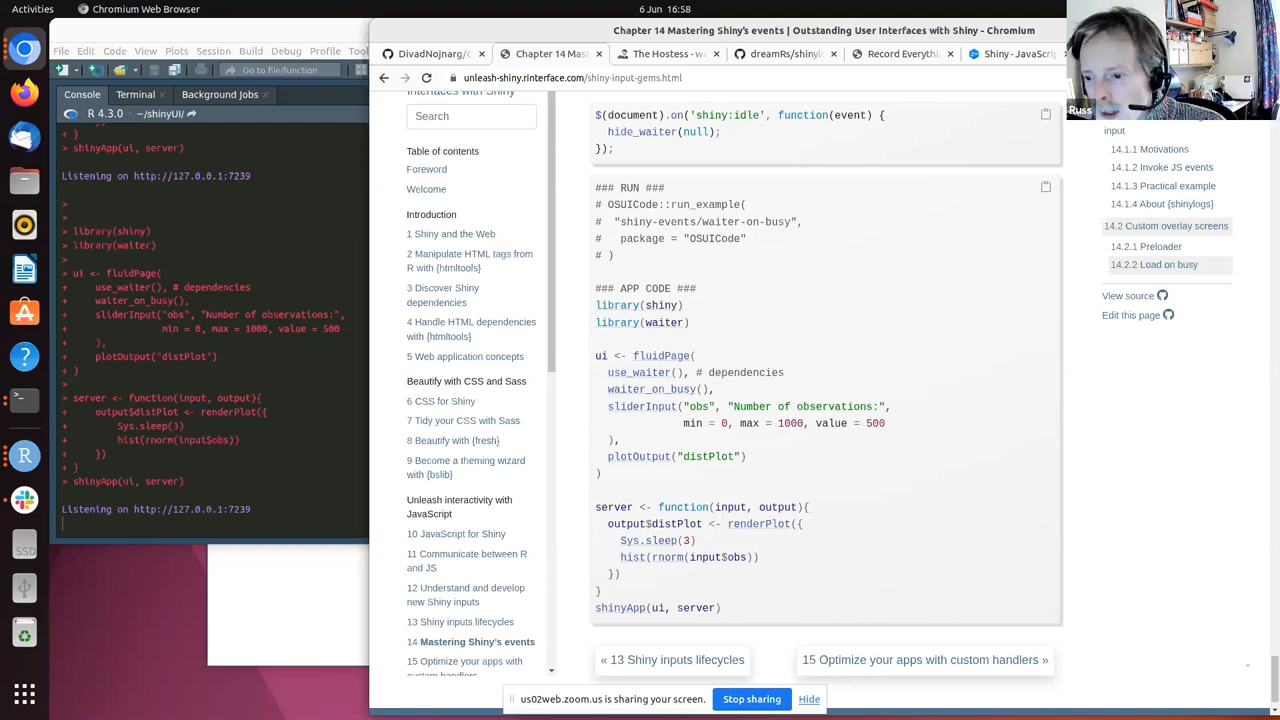 Activities
Chromium Web Browser
6 Jun 16:58
File Edit Code View Plots Session Build Debug Profile
Go to file/function
Console Terminal Background Jobs
R 4.3.0 · ~/shinyUI/
+ }
> shinyApp(ui, server)
Listening on http://127.0.0.1:7239
>
>
> library(shiny)
> library(waiter)
>
> ui <- fluidPage(
+ use_waiter(), # dependencies
+ waiter_on_busy(),
+ sliderInput("obs", "Number of observations:",
+ min = 0, max = 1000, value = 500
+ ),
+ plotOutput("distPlot")
+ )
>
> server <- function(input, output){
+ output$distPlot <- renderPlot({
+ Sys.sleep(3)
+ hist(rnorm(input$obs))
+ })
+ }
> shinyApp(ui, server)
Listening on http://127.0.0.1:7239
SSD
Chapter 14 Mastering Shiny's events | Outstanding User Interfaces with Shiny - Chromium
DivadNojnarg/
Chapter 14 Mast
The Hostess - w
dreamRs/shinyl
Record Everythi
Shiny - JavaScrip
unleash-shiny.rinterface.com/shiny-input-gems.html
Interfaces with Shiny
Search
Table of contents
Foreword
Welcome
Introduction
1 Shiny and the Web
2 Manipulate HTML tags from
R with {htmltools}
3 Discover Shiny
dependencies
4 Handle HTML dependencies
with {htmltools}
5 Web application concepts
Beautify with CSS and Sass
6 CSS for Shiny
7 Tidy your CSS with Sass
8 Beautify with {fresh}
9 Become a theming wizard
with {bslib}
Unleash interactivity with
JavaScript
10 JavaScript for Shiny
11 Communicate between R
and JS
12 Understand and develop
new Shiny inputs
13 Shiny inputs lifecycles
14 Mastering Shiny's events
15 Optimize your apps with
custom handlers
$(document).on('shiny:idle', function(event) {
hide_waiter(null);
});
### RUN ###
# OSUICode::run_example(
# "shiny-events/waiter-on-busy",
# package = "OSUICode"
# )
### APP CODE ###
library(shiny)
library(waiter)
ui <- fluidPage(
use_waiter(), # dependencies
waiter_on_busy(),
sliderInput("obs", "Number of observations:",
min = 0, max = 1000, value = 500
),
plotOutput("distPlot")
)
server <- function(input, output){
output$distPlot <- renderPlot({
Sys.sleep(3)
hist(rnorm(input$obs))
})
}
shinyApp(ui, server)
« 13 Shiny inputs lifecycles
15 Optimize your apps with custom handlers »
Russ
input
14.1.1 Motivations
14.1.2 Invoke JS events
14.1.3 Practical example
14.1.4 About {shinylogs}
14.2 Custom overlay screens
14.2.1 Preloader
14.2.2 Load on busy
View source
Edit this page
us02web.zoom.us is sharing your screen.
Stop sharing
Hide